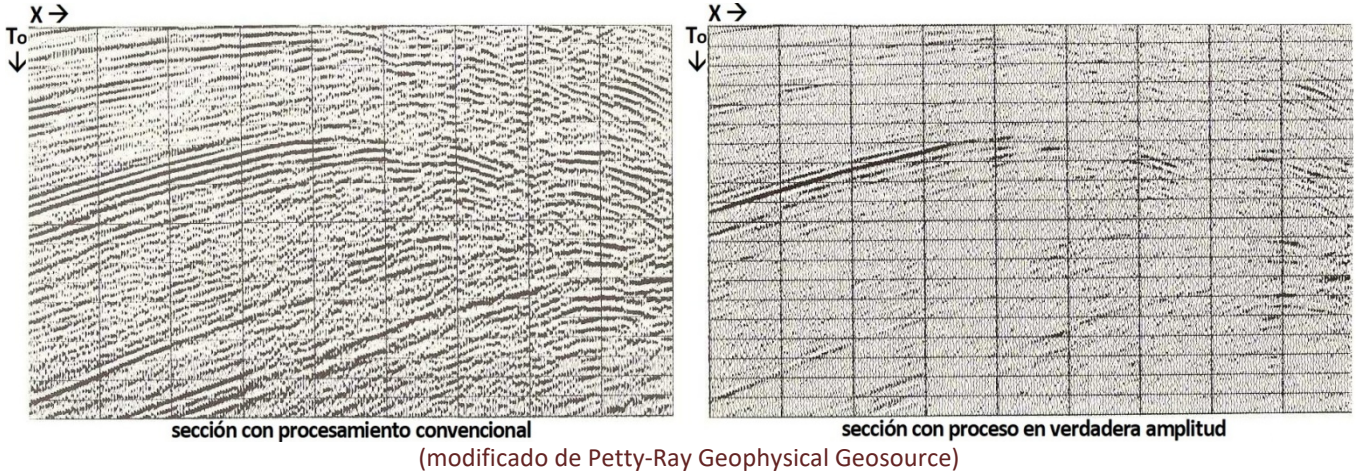 X →
To
↓
X →
To
↓
sección con procesamiento convencional
sección con proceso en verdadera amplitud
(modificado de Petty-Ray Geophysical Geosource)